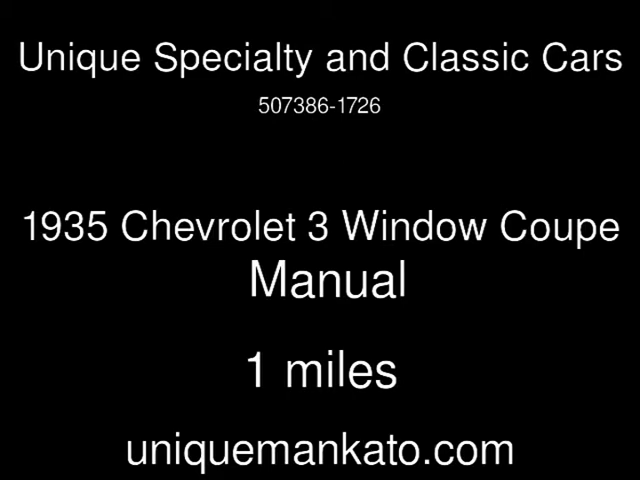 Unique Specialty and Classic Cars
507386-1726
1935 Chevrolet 3 Window Coupe
Manual
1 miles
uniquemankato.com